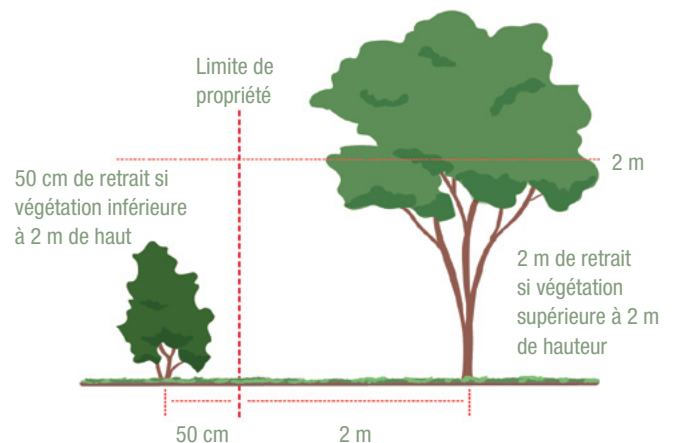 Limite de
propriété
2 m
50 cm de retrait si
végétation inférieure
à 2 m de haut
2 m de retrait
si végétation
supérieure à 2 m
de hauteur
50 cm
2 m